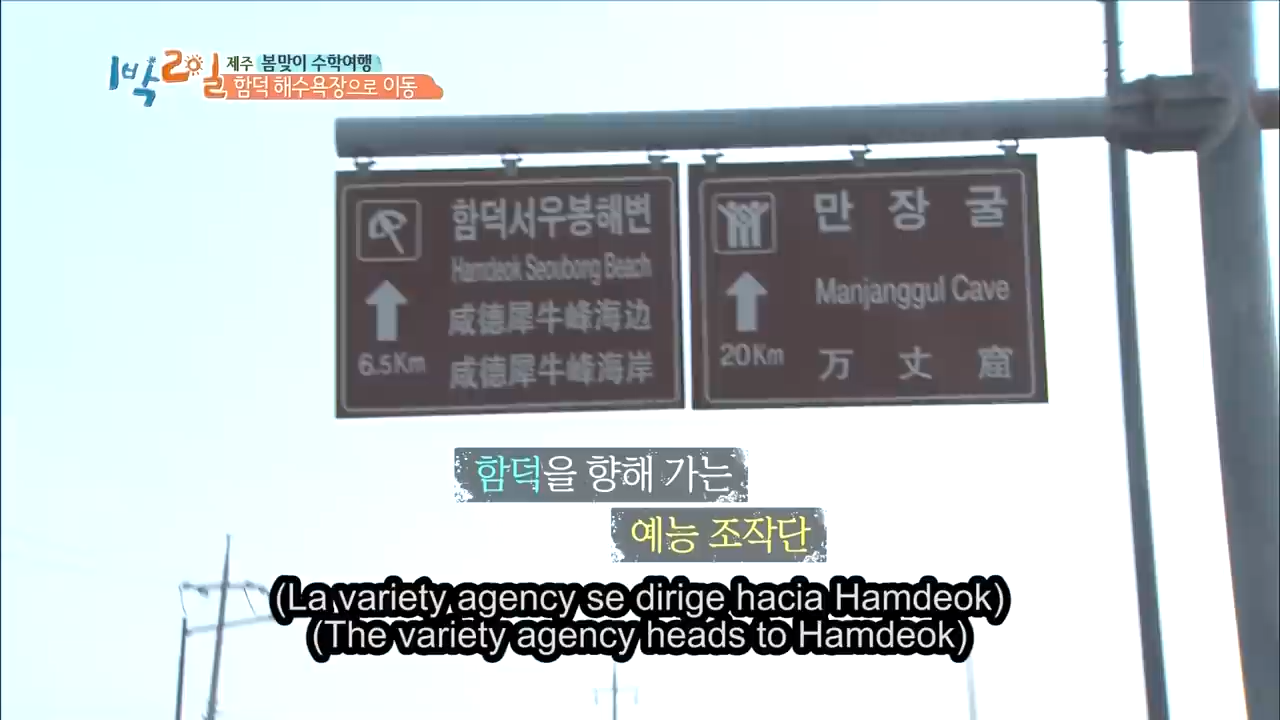 1박2일
제주 봄맞이 수학여행
함덕 해수욕장으로 이동
함덕서우봉해변
Hamdeok Seoubong Beach
咸德犀牛峰海边
咸德犀牛峰海岸
6.5Km
만장굴
Manjanggul Cave
万丈窟
20Km
함덕을 향해 가는
예능 조작단
(La variety agency se dirige hacia Hamdeok)
(The variety agency heads to Hamdeok)